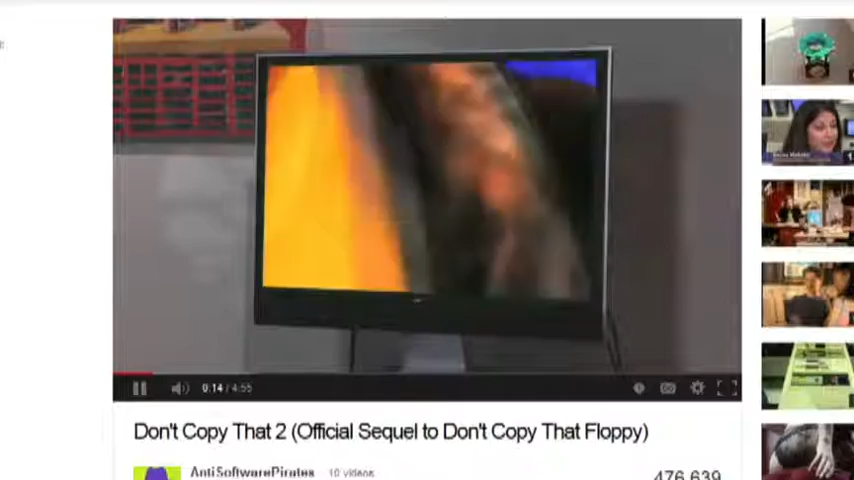 0:14 / 4:55
Don't Copy That 2 (Official Sequel to Don't Copy That Floppy)
AntiSoftwarePirates 10 videos
476,639